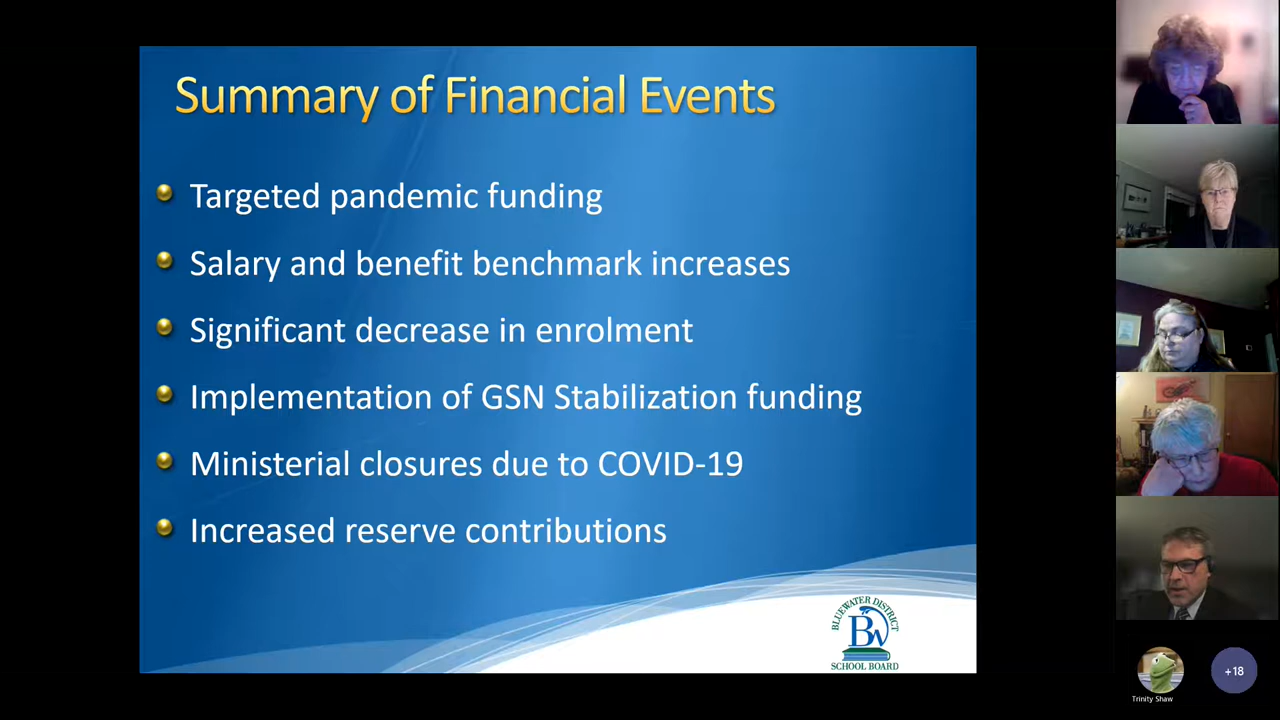 Summary of Financial Events
Targeted pandemic funding
Salary and benefit benchmark increases
Significant decrease in enrolment
Implementation of GSN Stabilization funding
Ministerial closures due to COVID-19
Increased reserve contributions
BLUEWATER DISTRICT
BW
SCHOOL BOARD
Trinity Shaw
+18